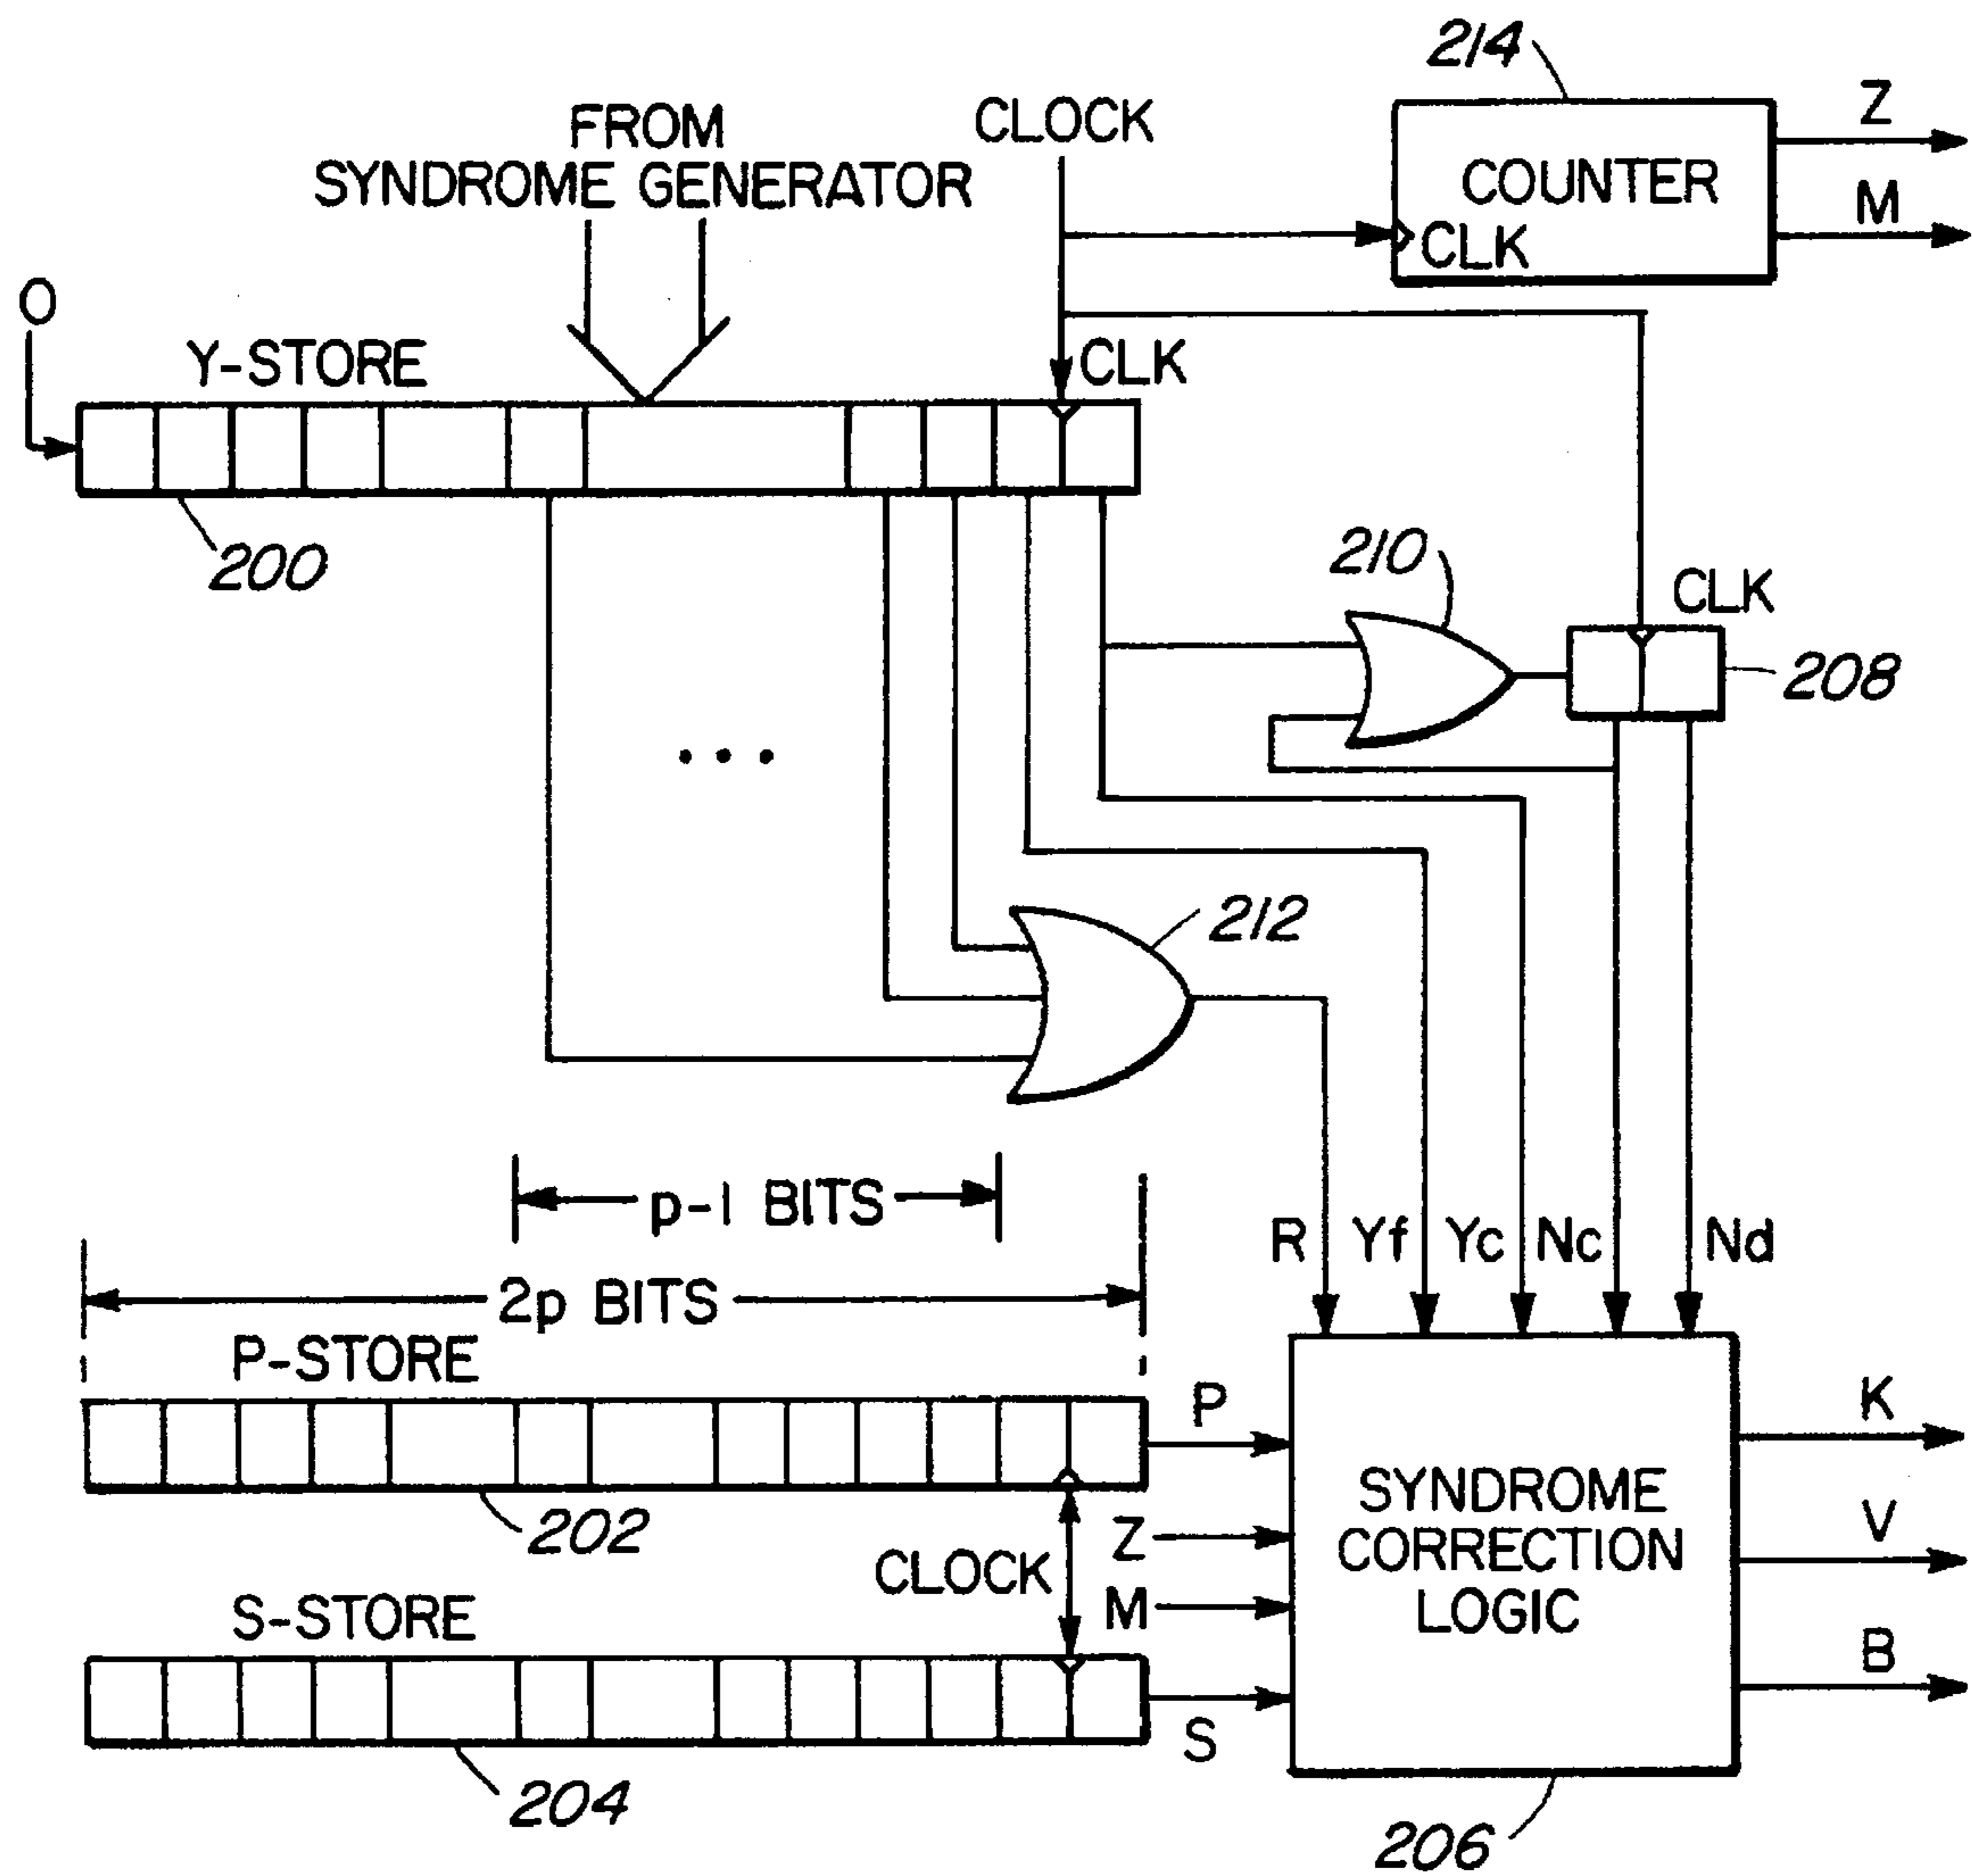 214
FROM
SYNDROME GENERATOR
CLOCK
COUNTER
CLK
Z
M
O
Y-STORE
CLK
200
210
CLK
208
...
212
p-1 BITS
2p BITS
R
Yf
Yc
Nc
Nd
P-STORE
P
202
CLOCK
Z
M
SYNDROME
CORRECTION
LOGIC
K
V
B
S-STORE
S
204
206